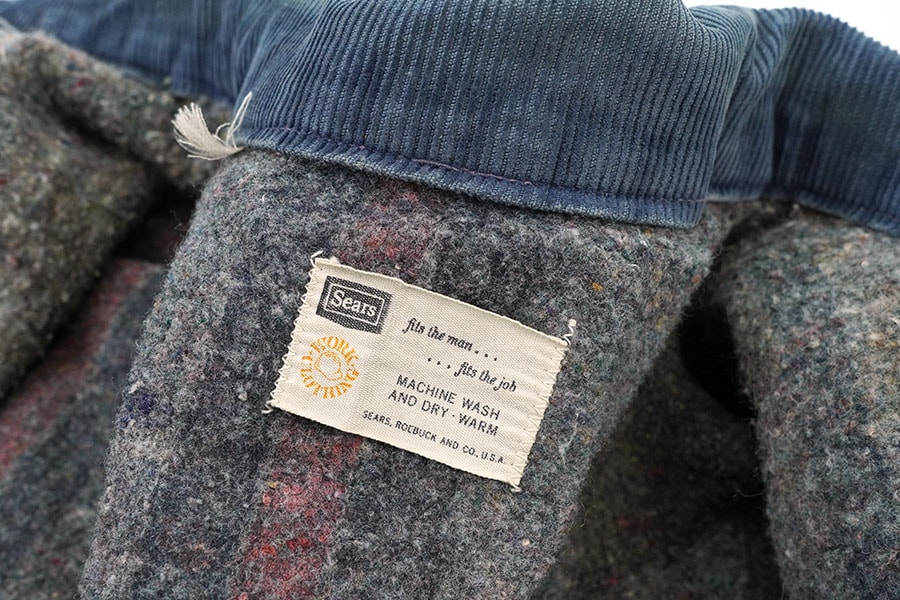 Sears
WORK
CLOTHING
fits the man...
...fits the job
MACHINE WASH
AND DRY · WARM
SEARS, ROEBUCK AND CO., U.S.A.